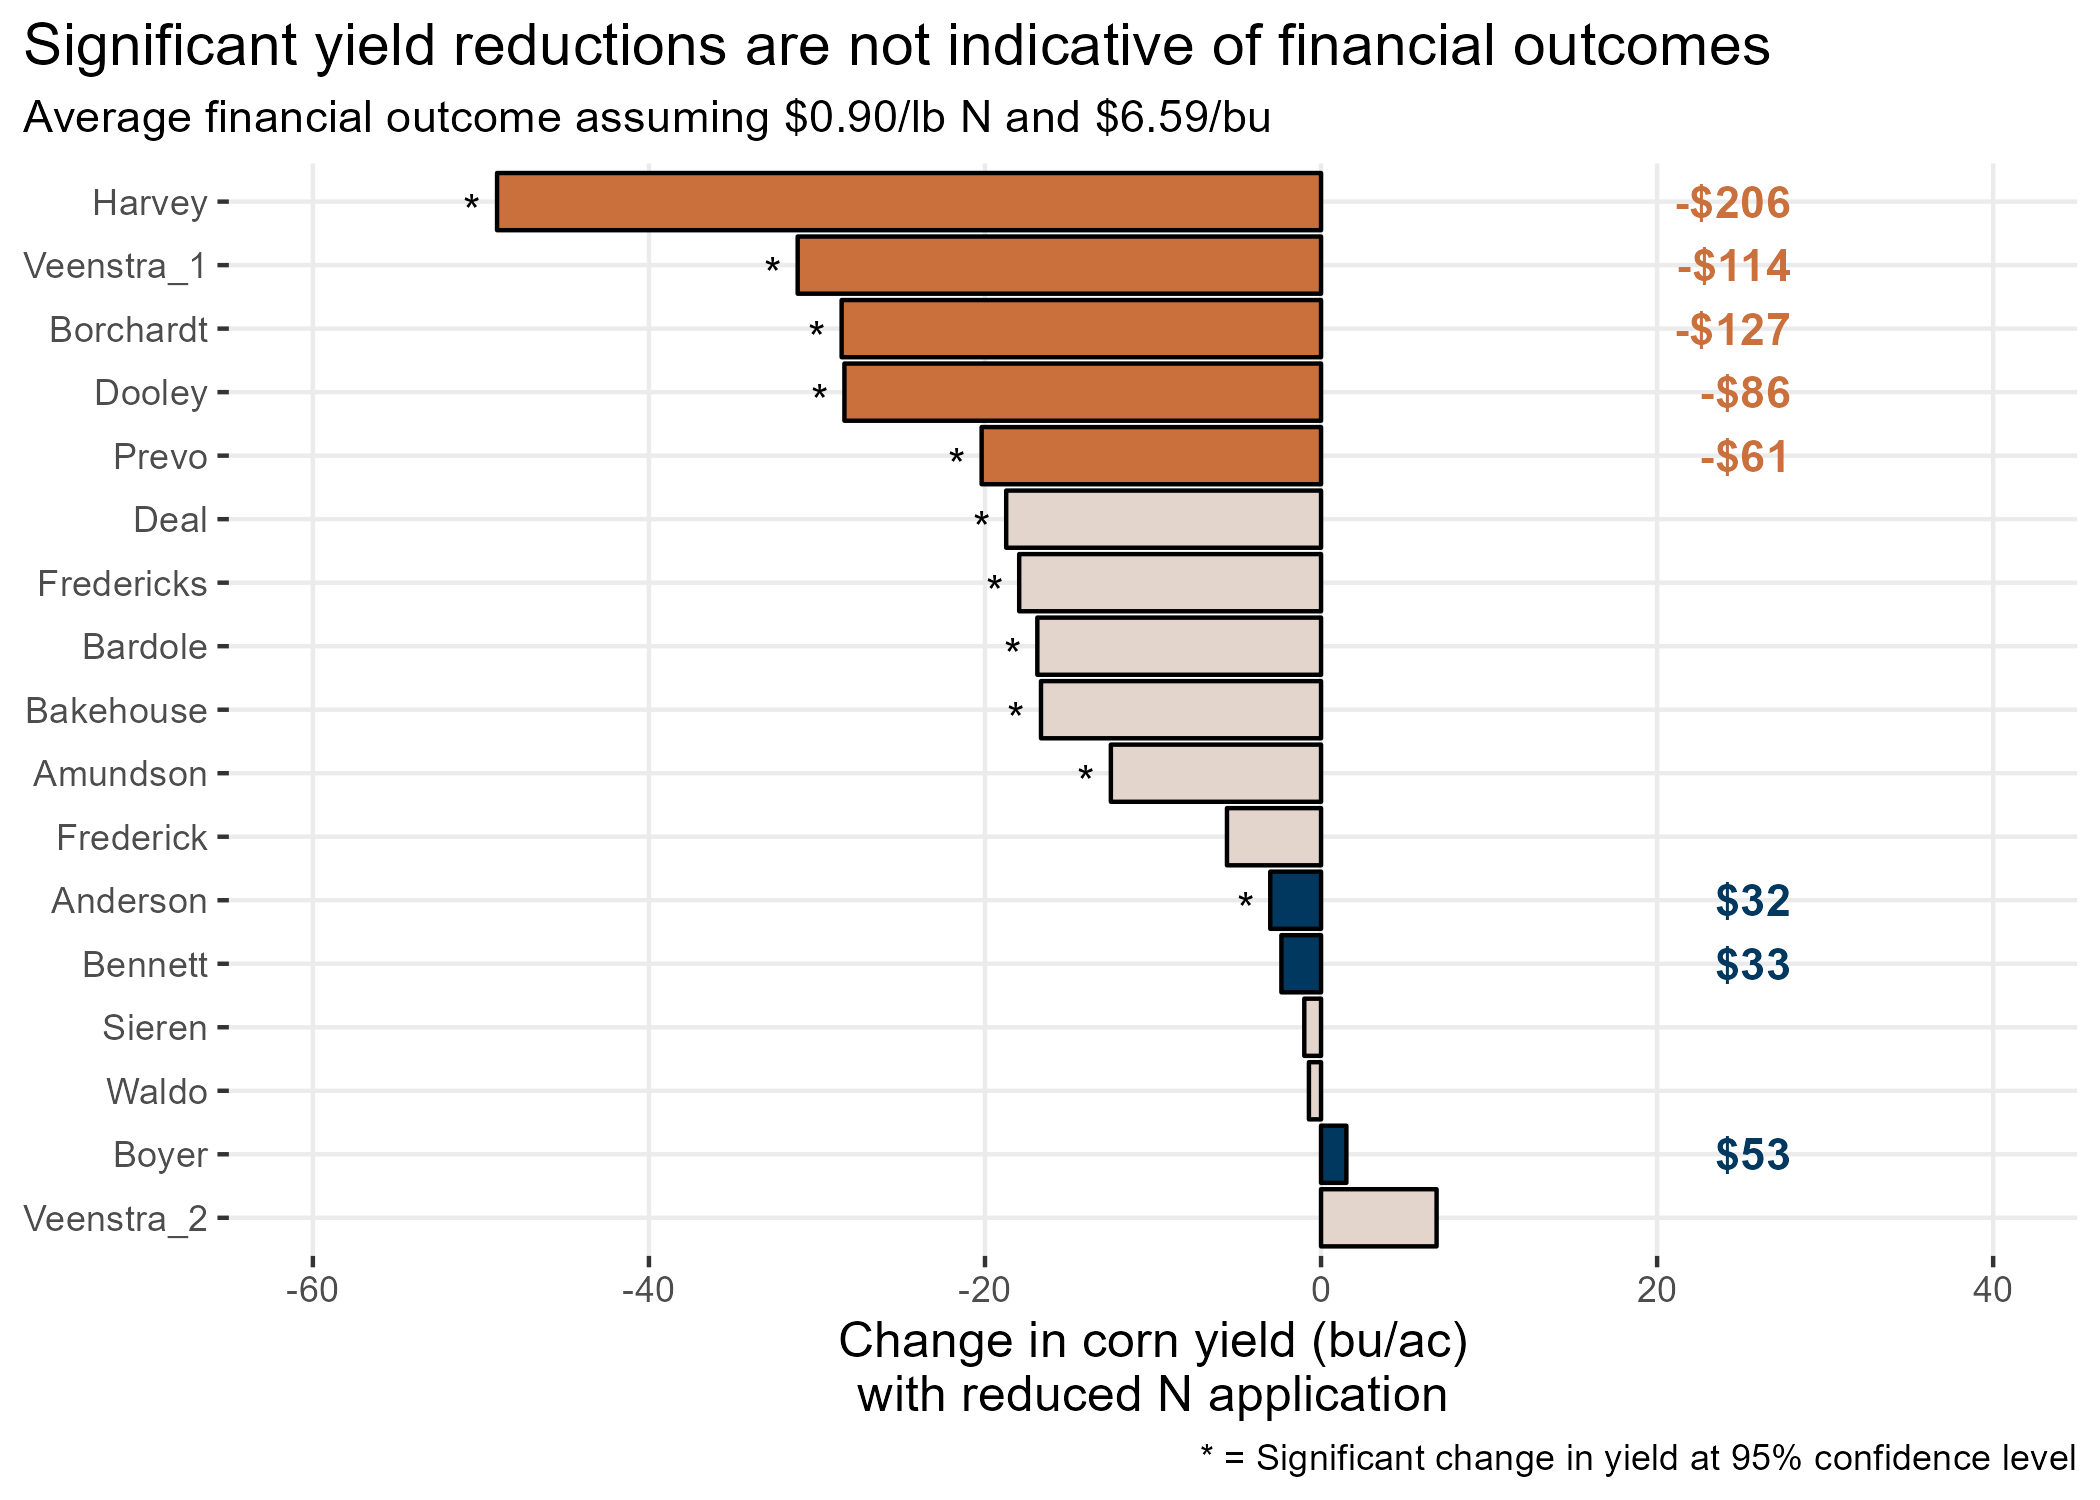 Significant yield reductions are not indicative of financial outcomes
Average financial outcome assuming $0.90/lb N and $6.59/bu
Harvey * -$206
Veenstra_1 * -$114
Borchardt * -$127
Dooley * -$86
Prevo * -$61
Deal *
Fredericks *
Bardole *
Bakehouse *
Amundson *
Frederick
Anderson * $32
Bennett $33
Sieren
Waldo
Boyer $53
Veenstra_2
-60 -40 -20 0 20 40
Change in corn yield (bu/ac)
with reduced N application
* = Significant change in yield at 95% confidence level